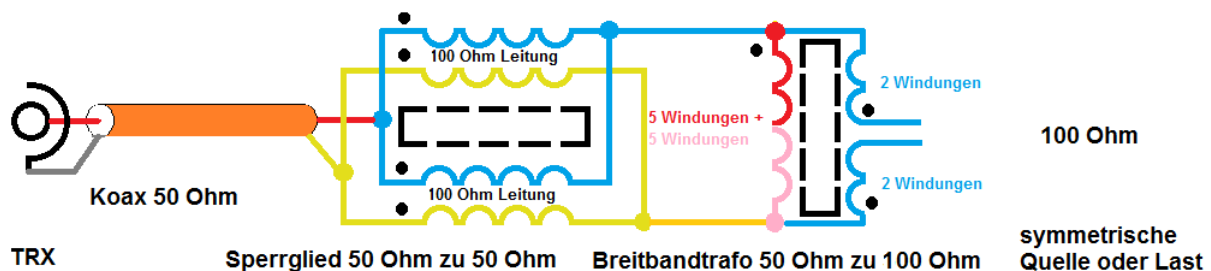 100 Ohm Leitung
2 Windungen
5 Windungen +
5 Windungen
100 Ohm
100 Ohm Leitung
2 Windungen
Koax 50 Ohm
TRX
Sperrglied 50 Ohm zu 50 Ohm
Breitbandtrafo 50 Ohm zu 100 Ohm
symmetrische
Quelle oder Last